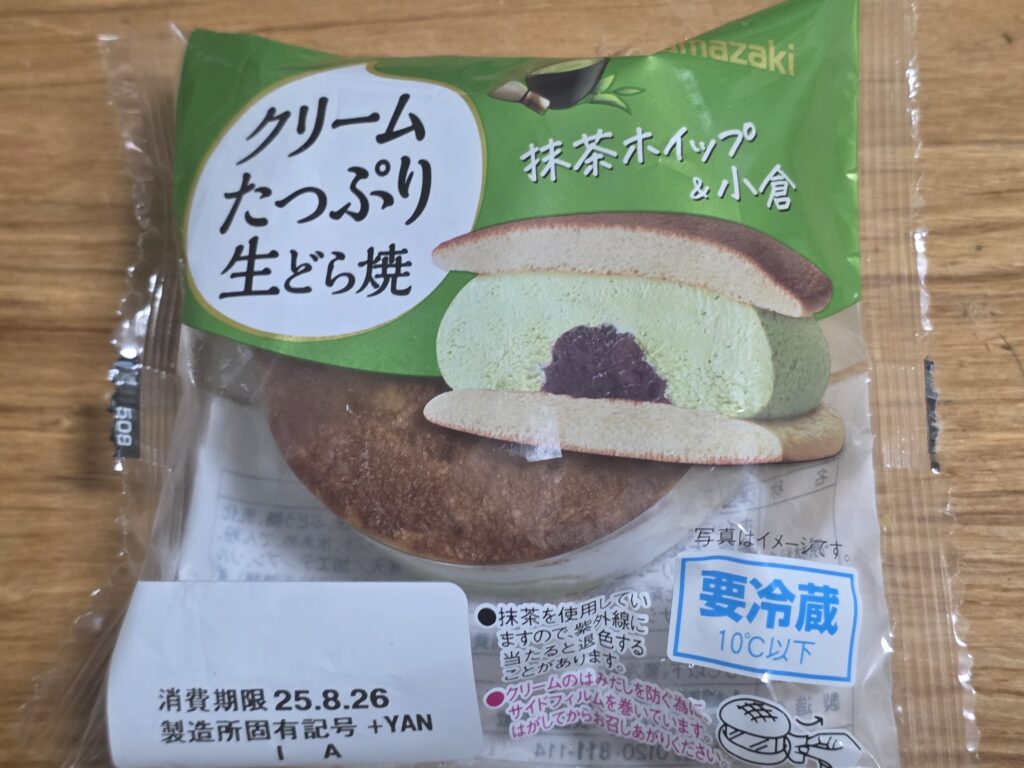 クリーム
たっぷり
生どら焼
mazaki
抹茶ホイップ
&小倉
写真はイメージです。
要冷蔵
10℃以下
●抹茶を使用してい
ますので、紫外線に
当たると退色する
ことがあります。
●クリームのはみだしを防ぐ為に
サイドフィルムを巻いています。
はがしてからお召しあがりください。
消費期限 25.8.26
製造所固有記号 +YAN
I A
508